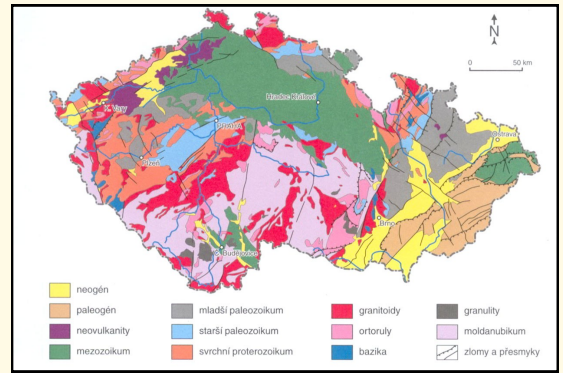 N
0 50 km
Hradec Králové
K. Vary
PRAHA
Ostrava
Plzeň
Brno
Č. Budějovice
neogén mladší paleozoikum granitoidy granulity
paleogén starší paleozoikum ortoruly moldanubikum
neovulkanity svrchní proterozoikum bazika zlomy a přesmyky
mezozoikum